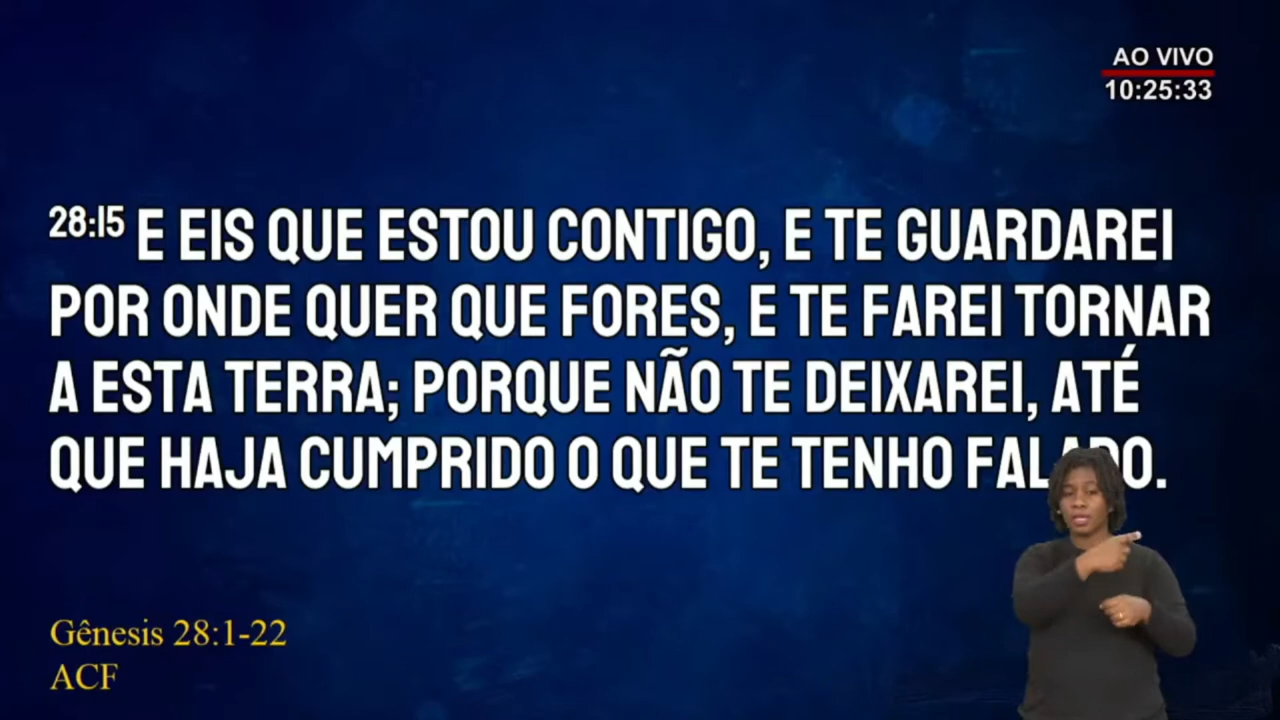 AO VIVO
10:25:33
28:15 E EIS QUE ESTOU CONTIGO, E TE GUARDAREI
POR ONDE QUER QUE FORES, E TE FAREI TORNAR
A ESTA TERRA; PORQUE NÃO TE DEIXAREI, ATÉ
QUE HAJA CUMPRIDO O QUE TE TENHO FALADO.
Gênesis 28:1-22
ACF